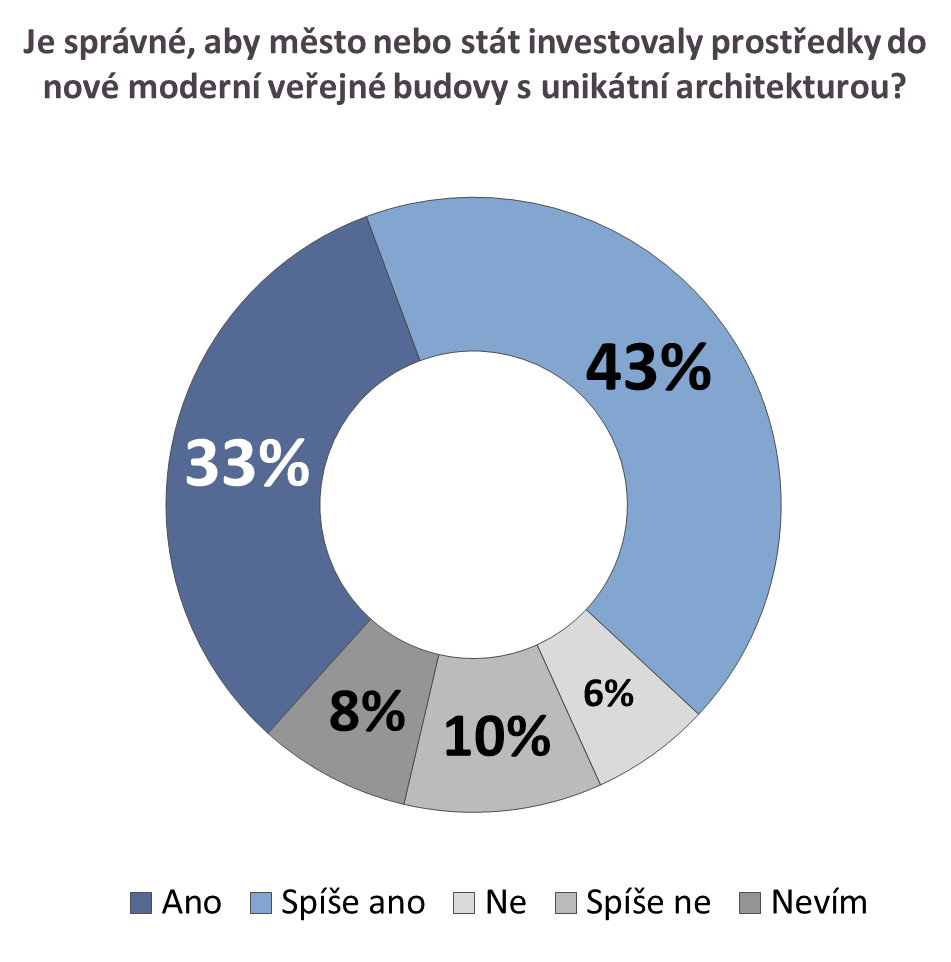 Je správné, aby město nebo stát investovaly prostředky do
nové moderní veřejné budovy s unikátní architekturou?
43%
33%
6%
8%
10%
Ano Spíše ano Ne Spíše ne Nevím